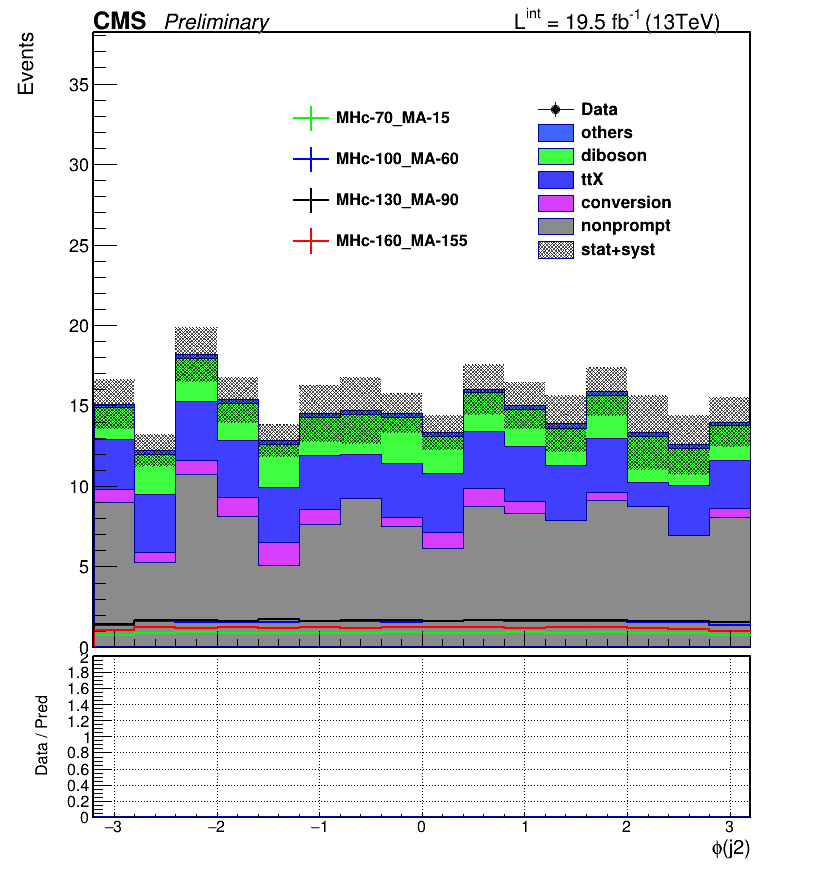 CMS Preliminary L^int = 19.5 fb^-1 (13TeV)
Events
35
30
25
20
15
10
5
0
MHc-70_MA-15
MHc-100_MA-60
MHc-130_MA-90
MHc-160_MA-155
Data
others
diboson
ttX
conversion
nonprompt
stat+syst
Data / Pred
2
1.8
1.6
1.4
1.2
1
0.8
0.6
0.4
0.2
0
−3 −2 −1 0 1 2 3
ϕ(j2)